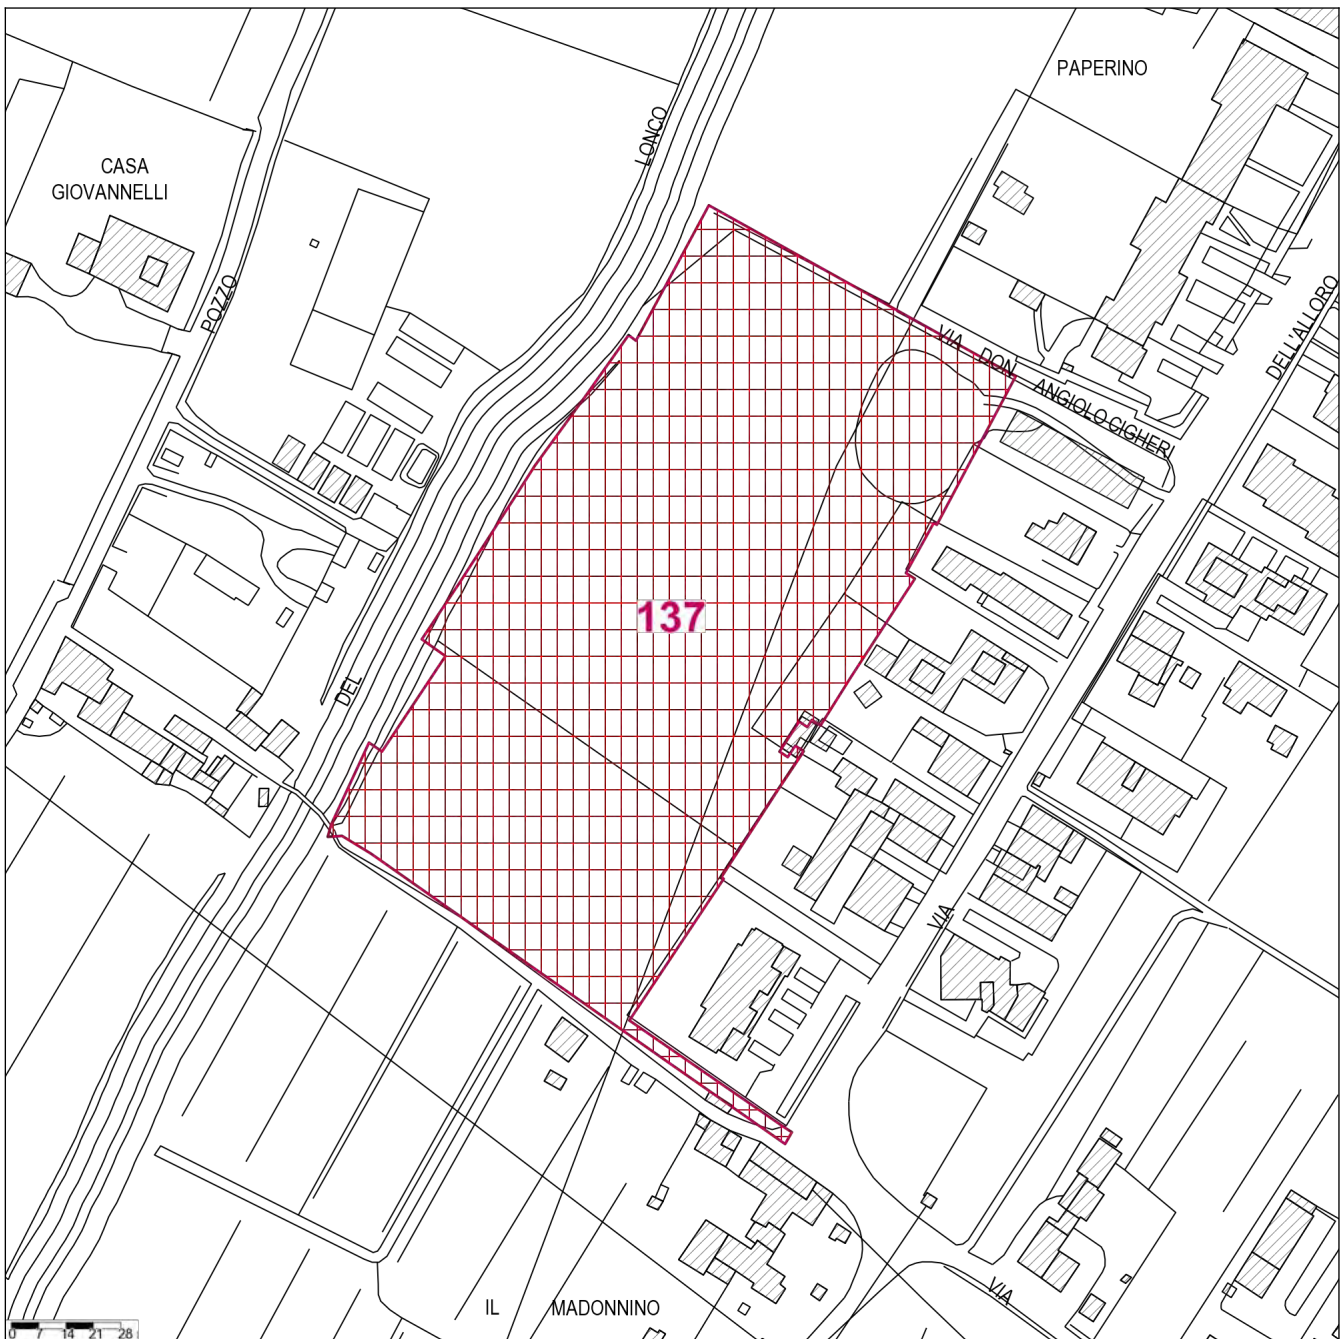 PAPERINO
LONCO
CASA
GIOVANNELLI
POZZO
DELL'ALLORO
VIA DON ANGIOLO CIGHERI
137
DEL
VIA
VIA
IL MADONNINO
0 7 14 21 28